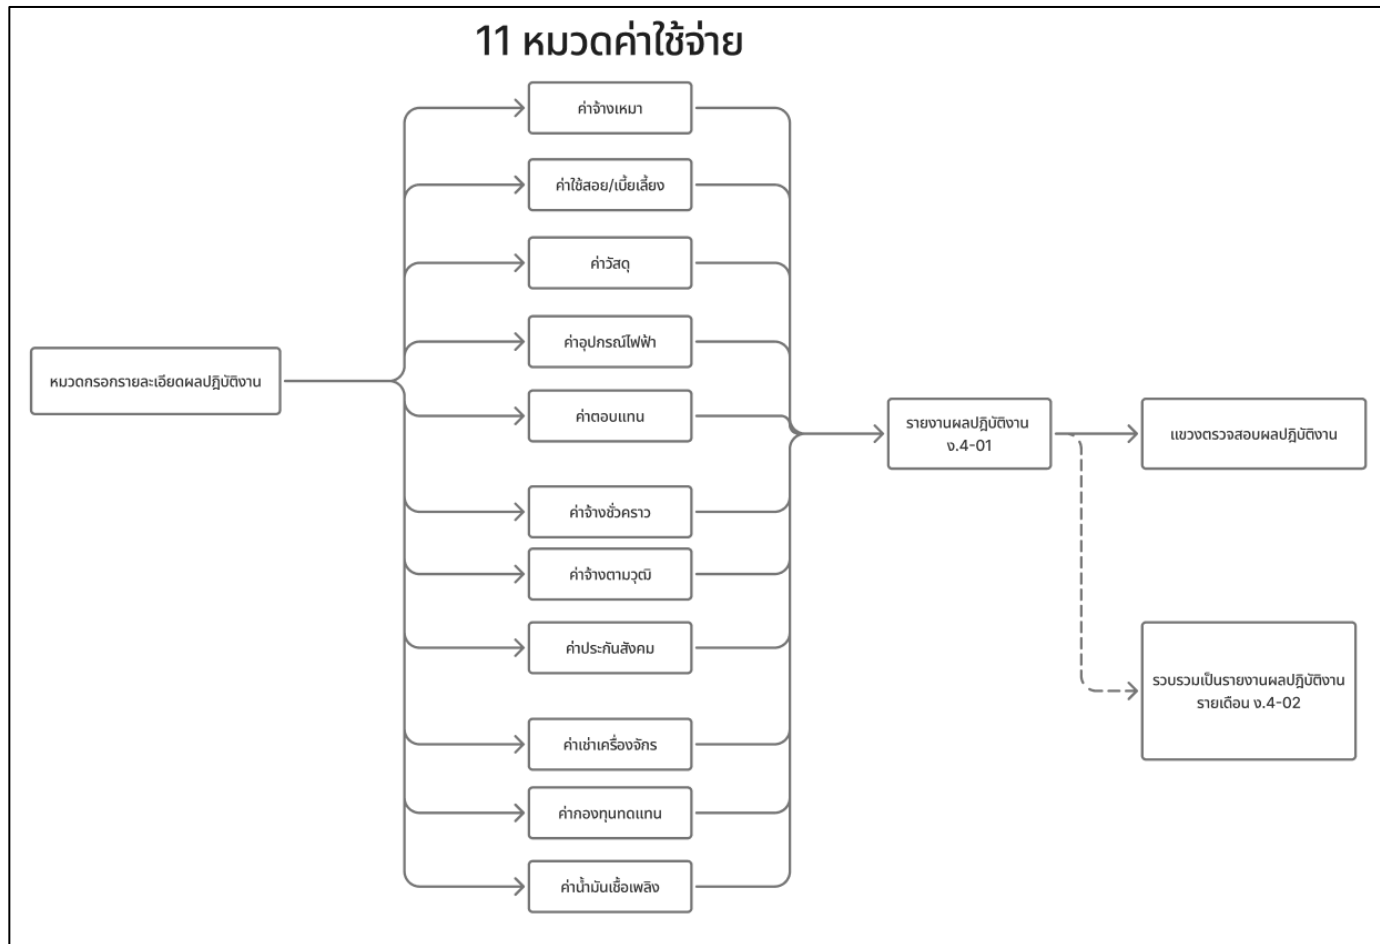 11 หมวดค่าใช้จ่าย
ค่าจ้างเหมา
ค่าใช้สอย/เบี้ยเลี้ยง
ค่าวัสดุ
ค่าอุปกรณ์ไฟฟ้า
หมวดกรอกรายละเอียดผลปฎิบัติงาน
ค่าตอบแทน
รายงานผลปฎิบัติงาน
ง.4-01
แขวงตรวจสอบผลปฎิบัติงาน
ค่าจ้างชั่วคราว
ค่าจ้างตามวุฒิ
ค่าประกันสังคม
รวบรวมเป็นรายงานผลปฎิบัติงาน
รายเดือน ง.4-02
ค่าเช่าเครื่องจักร
ค่ากองทุนทดแทน
ค่าน้ำมันเชื้อเพลิง